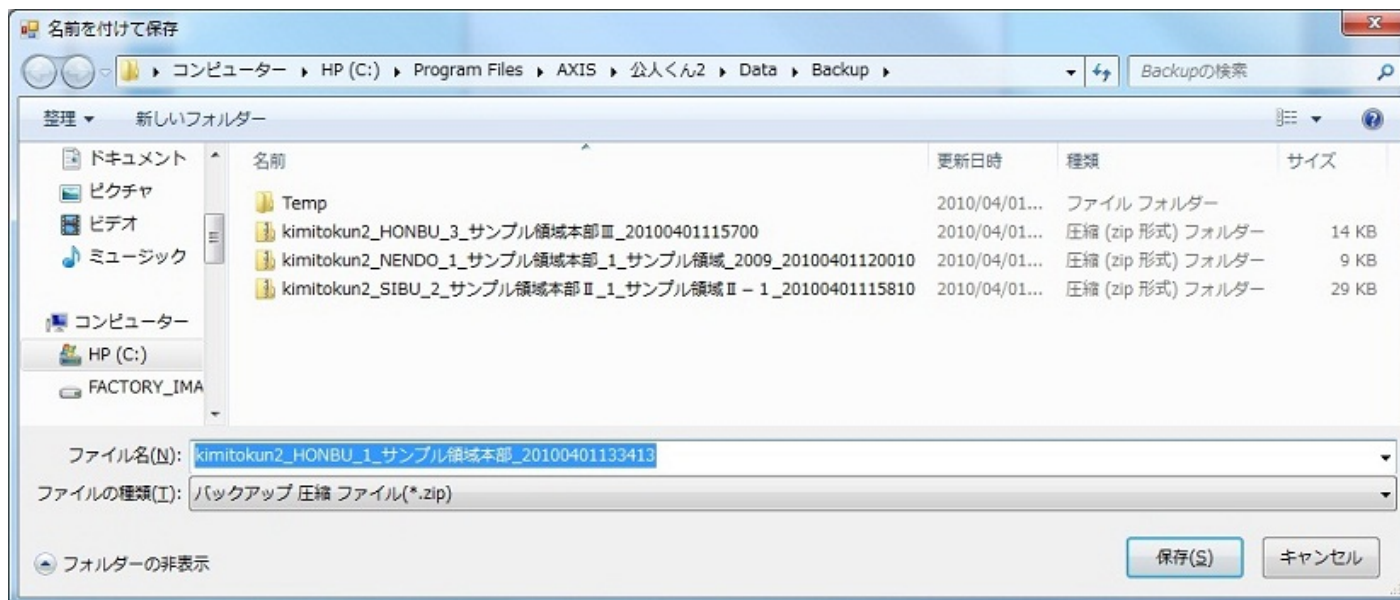 名前を付けて保存
コンピューター ▸ HP (C:) ▸ Program Files ▸ AXIS ▸ 公人くん2 ▸ Data ▸ Backup ▸ Backupの検索
整理 ▼ 新しいフォルダー
ドキュメント
ピクチャ
ビデオ
ミュージック
コンピューター
HP (C:)
FACTORY_IMA
名前 更新日時 種類 サイズ
Temp 2010/04/01... ファイル フォルダー
kimitokun2_HONBU_3_サンプル領域本部Ⅲ_20100401115700 2010/04/01... 圧縮 (zip 形式) フォルダー 14 KB
kimitokun2_NENDO_1_サンプル領域本部_1_サンプル領域_2009_20100401120010 2010/04/01... 圧縮 (zip 形式) フォルダー 9 KB
kimitokun2_SIBU_2_サンプル領域本部Ⅱ_1_サンプル領域Ⅱ－1_20100401115810 2010/04/01... 圧縮 (zip 形式) フォルダー 29 KB
ファイル名(N): kimitokun2_HONBU_1_サンプル領域本部_20100401133413
ファイルの種類(T): バックアップ 圧縮 ファイル(*.zip)
フォルダーの非表示 保存(S) キャンセル